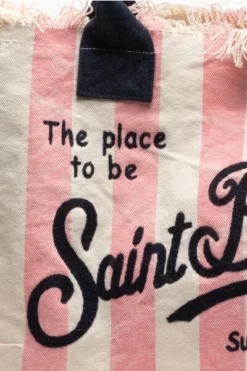 The place
to be
Saint